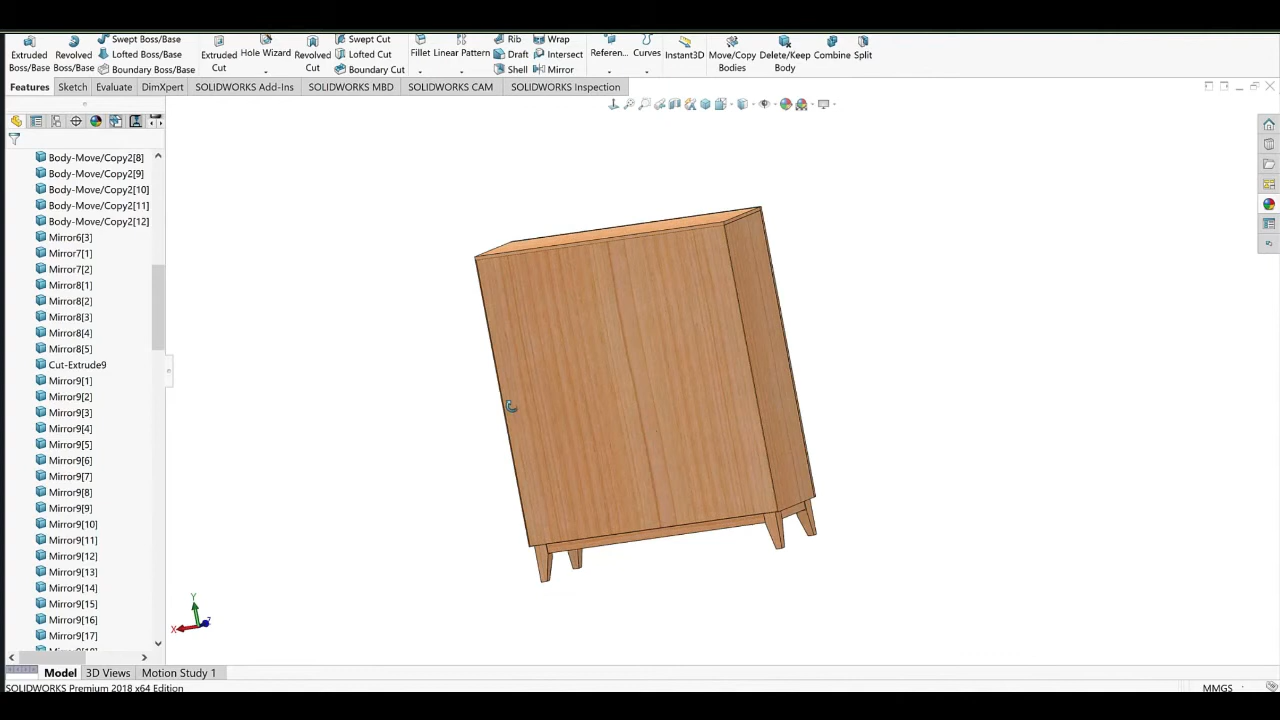 Swept Boss/Base
Swept Cut
Rib
Wrap
Extruded Boss/Base
Revolved Boss/Base
Lofted Boss/Base
Extruded Cut
Hole Wizard
Revolved Cut
Lofted Cut
Fillet
Linear Pattern
Draft
Intersect
Referen...
Curves
Instant3D
Move/Copy Bodies
Delete/Keep Body
Combine
Split
Boundary Boss/Base
Boundary Cut
Shell
Mirror
Features
Sketch
Evaluate
DimXpert
SOLIDWORKS Add-Ins
SOLIDWORKS MBD
SOLIDWORKS CAM
SOLIDWORKS Inspection
Body-Move/Copy2[8]
Body-Move/Copy2[9]
Body-Move/Copy2[10]
Body-Move/Copy2[11]
Body-Move/Copy2[12]
Mirror6[3]
Mirror7[1]
Mirror7[2]
Mirror8[1]
Mirror8[2]
Mirror8[3]
Mirror8[4]
Mirror8[5]
Cut-Extrude9
Mirror9[1]
Mirror9[2]
Mirror9[3]
Mirror9[4]
Mirror9[5]
Mirror9[6]
Mirror9[7]
Mirror9[8]
Mirror9[9]
Mirror9[10]
Mirror9[11]
Mirror9[12]
Mirror9[13]
Mirror9[14]
Mirror9[15]
Mirror9[16]
Mirror9[17]
Y
X
Z
Model
3D Views
Motion Study 1
SOLIDWORKS Premium 2018 x64 Edition
MMGS